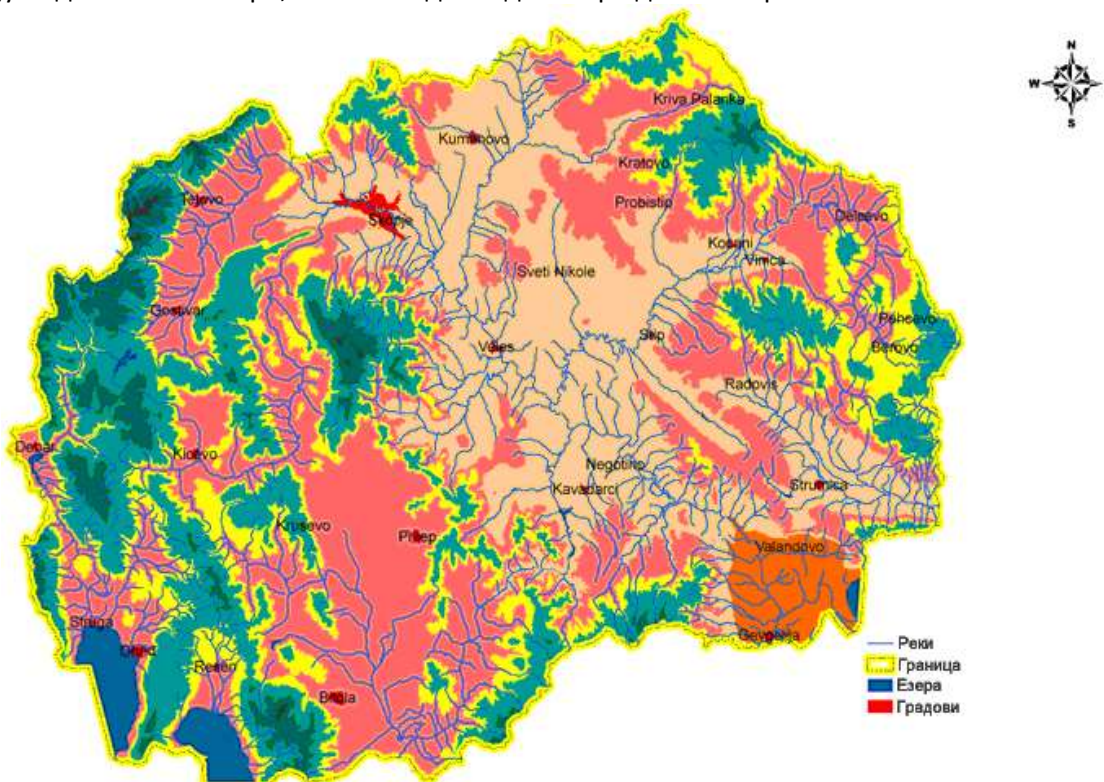 N
W
S
Kriva Palanka
Kumanovo
Kratovo
Tetovo
Probistip
Skopje
Delcevo
Kocani
Vinica
Sveti Nikole
Gostivar
Pehcevo
Stip
Veles
Berovo
Radovis
Debar
Kicevo
Negotino
Kavadarci
Strumica
Krusevo
Prilep
Valandovo
Struga
Ohrid
Gevgelija
Resen
Bitola
Реки
Граница
Езера
Градови